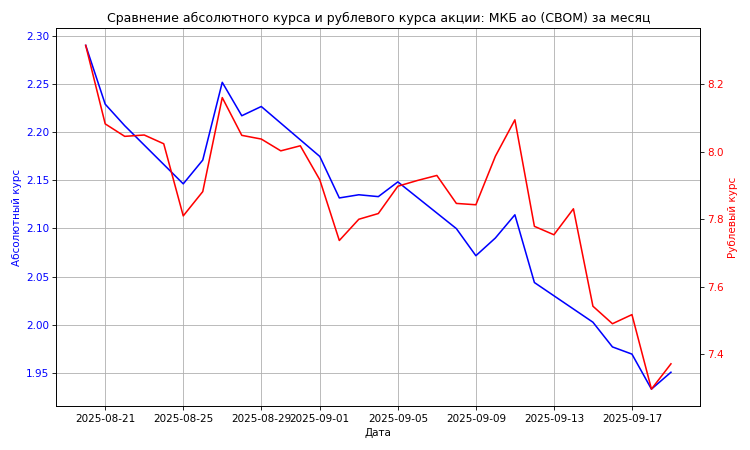 Сравнение абсолютного курса и рублевого курса акции: МКБ ао (CBOM) за месяц
2.30
2.25
2.20
2.15
2.10
2.05
2.00
1.95
Абсолютный курс
8.2
8.0
7.8
7.6
7.4
Рублевый курс
2025-08-21 2025-08-25 2025-08-29 2025-09-01 2025-09-05 2025-09-09 2025-09-13 2025-09-17
Дата